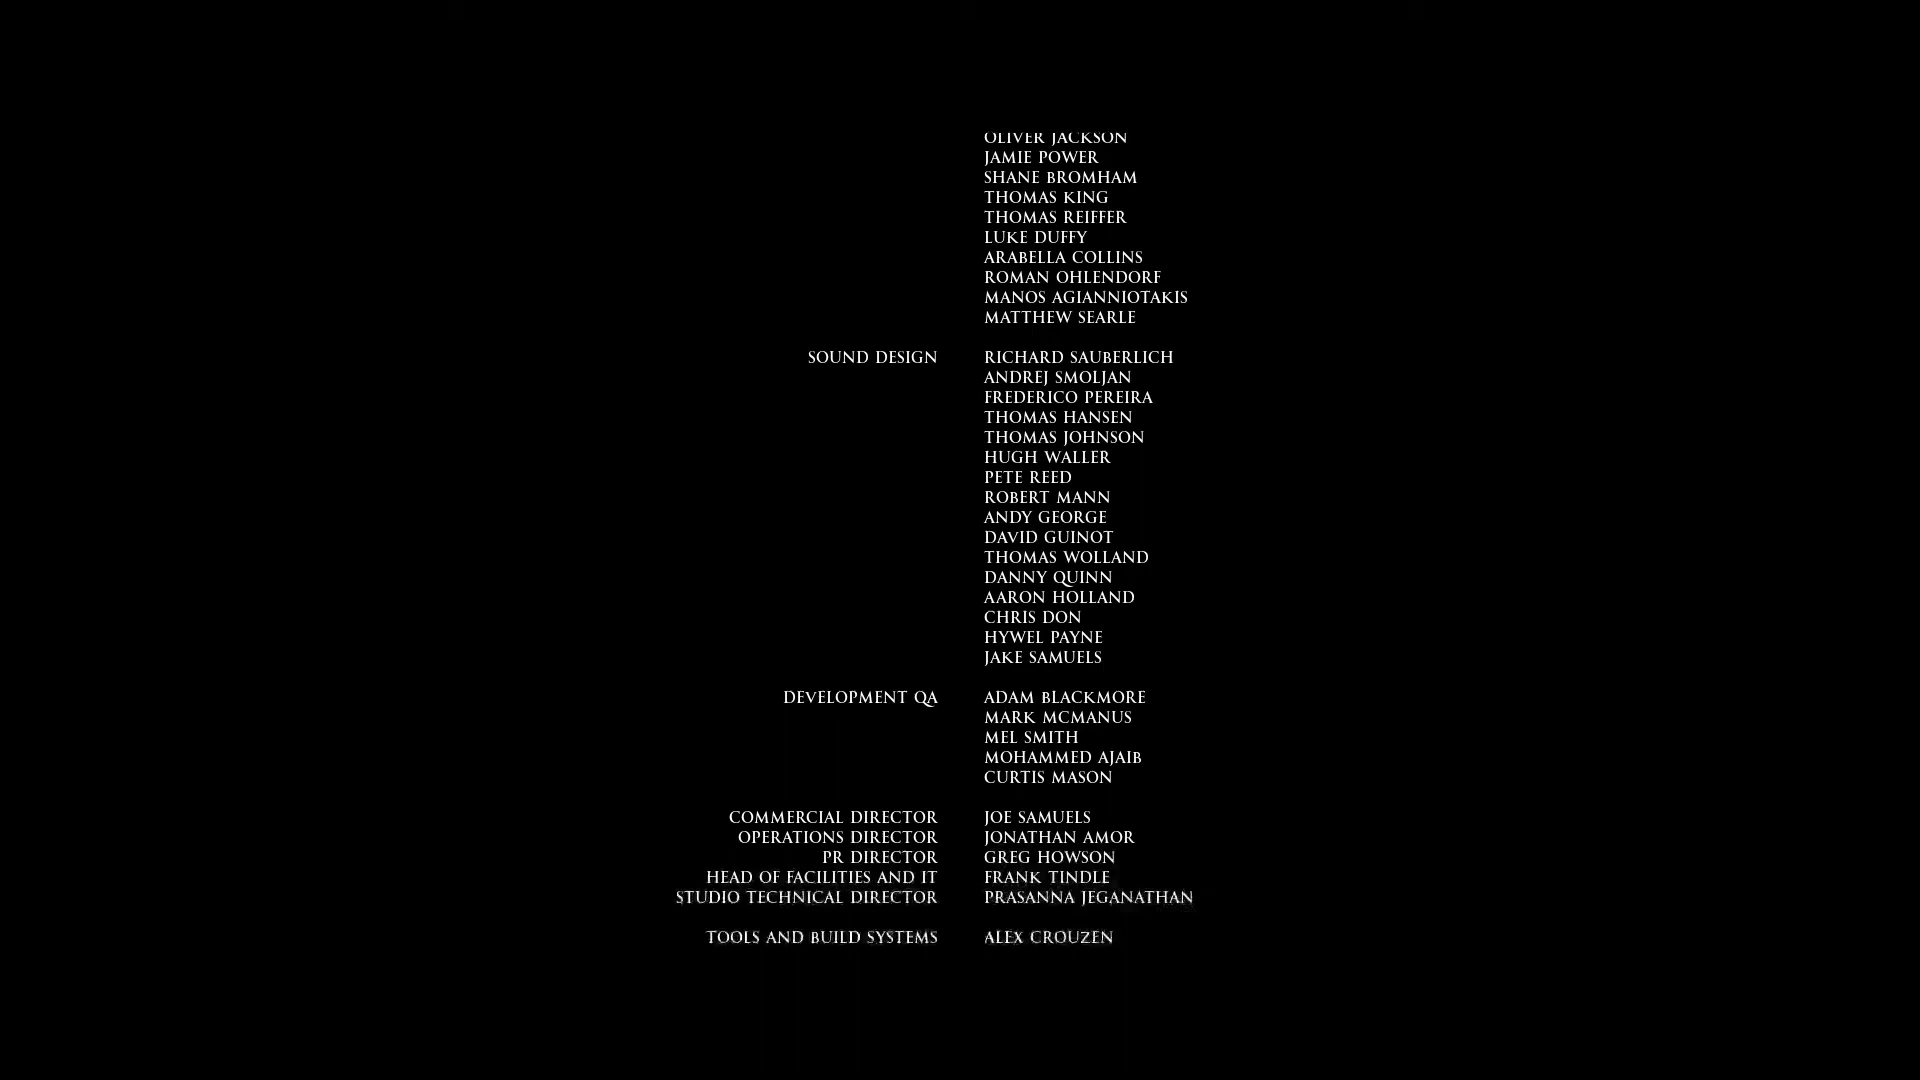 OLIVER JACKSON
JAMIE POWER
SHANE BROMHAM
THOMAS KING
THOMAS REIFFER
LUKE DUFFY
ARABELLA COLLINS
ROMAN OHLENDORF
MANOS AGIANNIOTAKIS
MATTHEW SEARLE
SOUND DESIGN RICHARD SAUBERLICH
ANDREJ SMOLJAN
FREDERICO PEREIRA
THOMAS HANSEN
THOMAS JOHNSON
HUGH WALLER
PETE REED
ROBERT MANN
ANDY GEORGE
DAVID GUINOT
THOMAS WOLLAND
DANNY QUINN
AARON HOLLAND
CHRIS DON
HYWEL PAYNE
JAKE SAMUELS
DEVELOPMENT QA ADAM BLACKMORE
MARK MCMANUS
MEL SMITH
MOHAMMED AJAIB
CURTIS MASON
COMMERCIAL DIRECTOR JOE SAMUELS
OPERATIONS DIRECTOR JONATHAN AMOR
PR DIRECTOR GREG HOWSON
HEAD OF FACILITIES AND IT FRANK TINDLE
STUDIO TECHNICAL DIRECTOR PRASANNA JEGANATHAN
TOOLS AND BUILD SYSTEMS ALEX CROUZEN